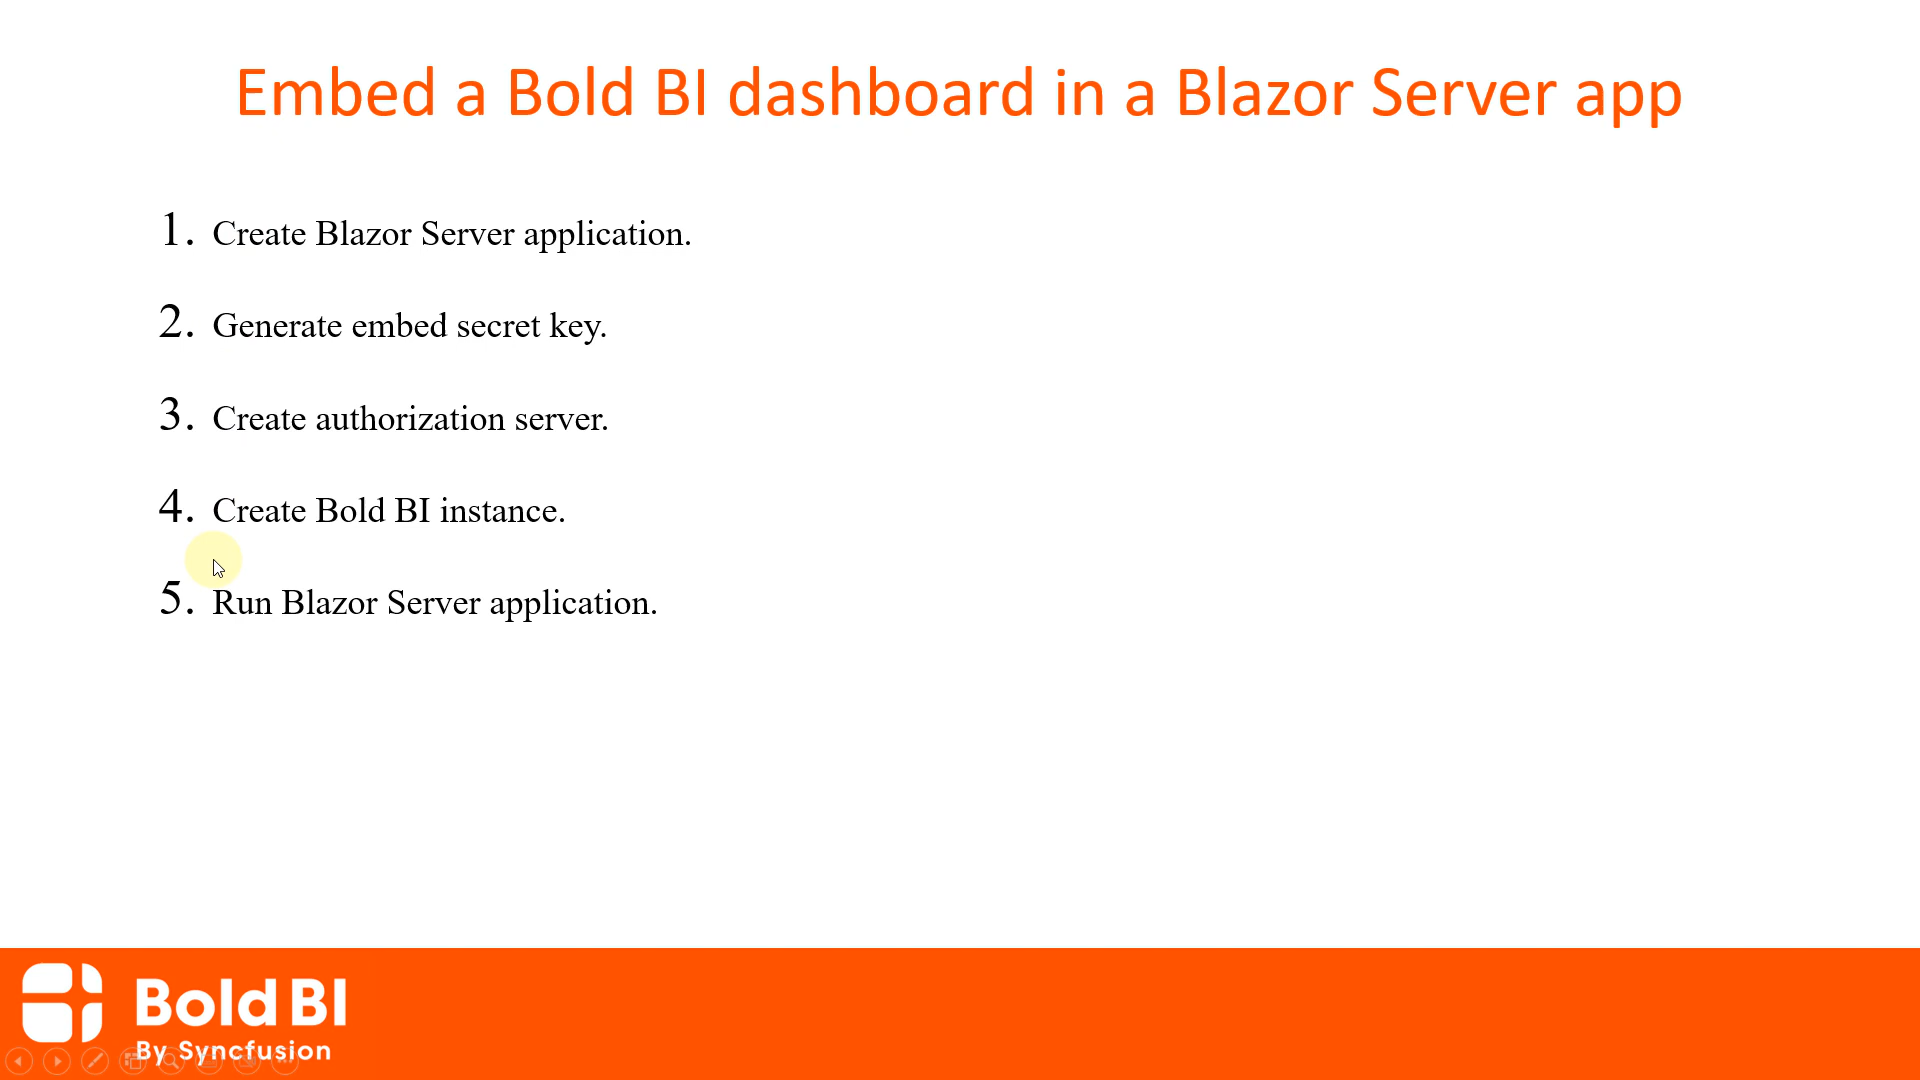 Embed a Bold BI dashboard in a Blazor Server app
1. Create Blazor Server application.
2. Generate embed secret key.
3. Create authorization server.
4. Create Bold BI instance.
5. Run Blazor Server application.
Bold BI
By Syncfusion